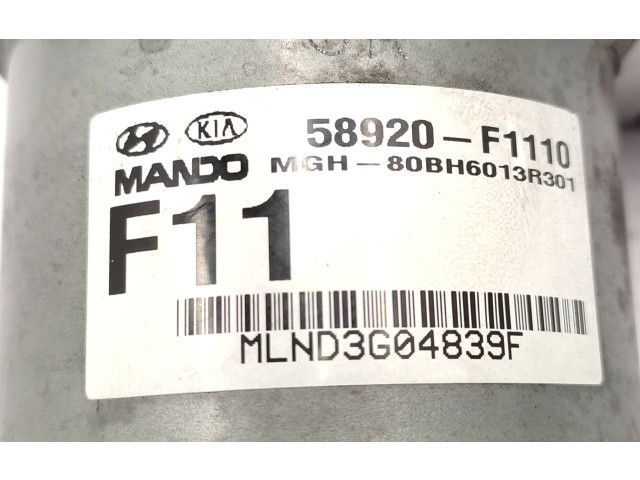 KIA 58920-F1110
MANDO MGH-80BH6013R301
F11
MLND3G04839F